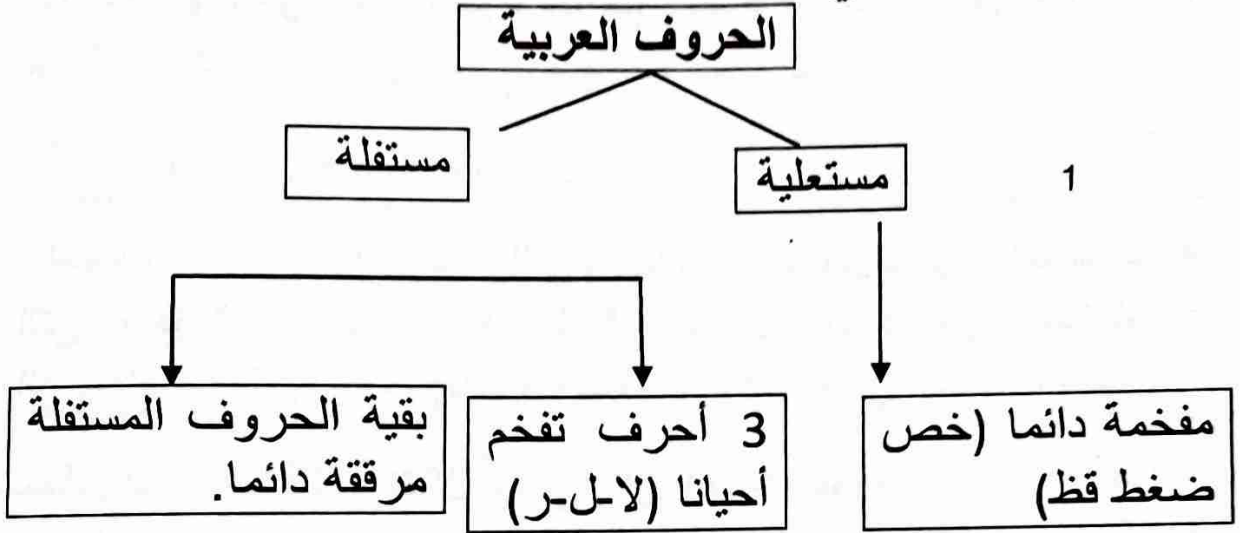 الحروف العربية
1
مستعلية
مستفلة
مفخمة دائما (خص
ضغط قظ)
3 أحرف تفخم
أحيانا (لا-ل-ر)
بقية الحروف المستفلة
مرققة دائما.